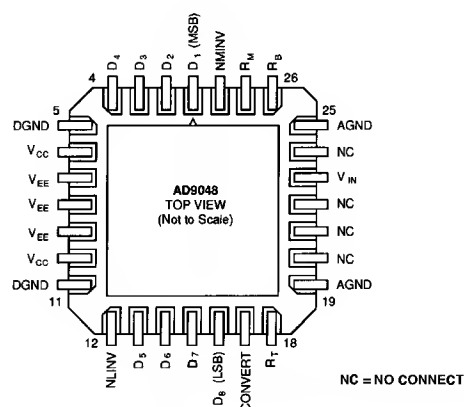 D4
D3
D2
D1 (MSB)
NMINV
RM
RB
4
26
5
25
DGND
VCC
VEE
VEE
VEE
VCC
DGND
11
AD9048
TOP VIEW
(Not to Scale)
AGND
NC
VIN
NC
NC
NC
AGND
19
12
18
NLINV
D5
D6
D7
D8 (LSB)
CONVERT
RT
NC = NO CONNECT